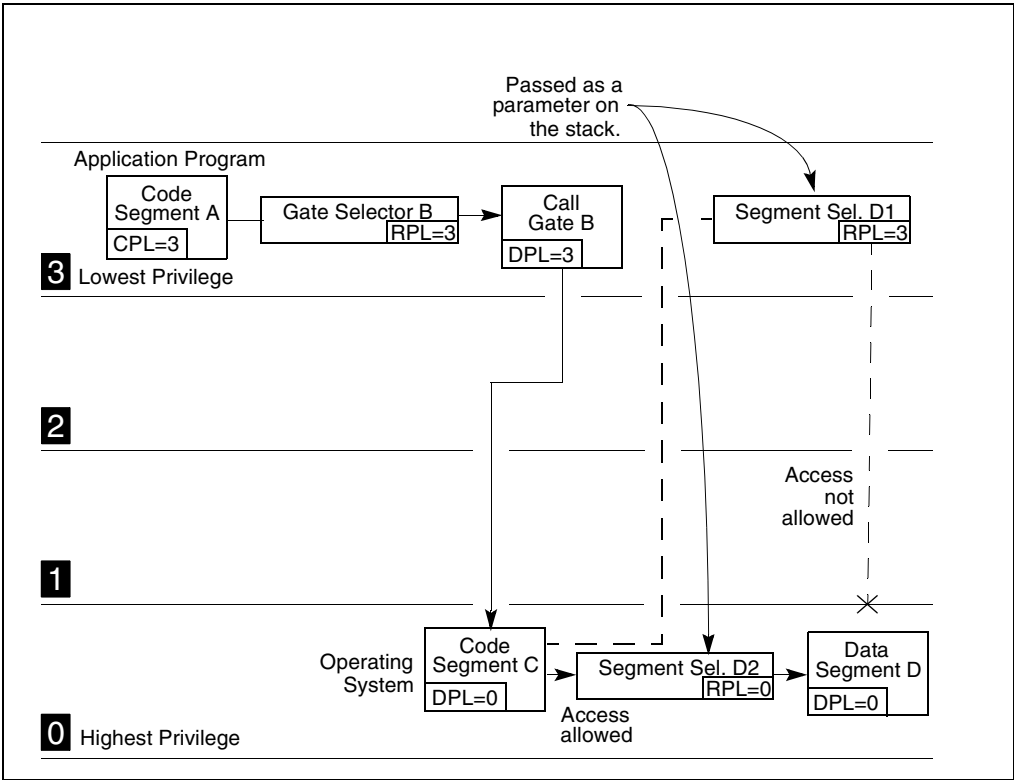 Passed as a
parameter on
the stack.
Application Program
Code
Segment A
CPL=3
Gate Selector B
RPL=3
Call
Gate B
DPL=3
Segment Sel. D1
RPL=3
3 Lowest Privilege
2
Access
not
allowed
1
Operating
System
Code
Segment C
DPL=0
Access
allowed
Segment Sel. D2
RPL=0
Data
Segment D
DPL=0
0 Highest Privilege